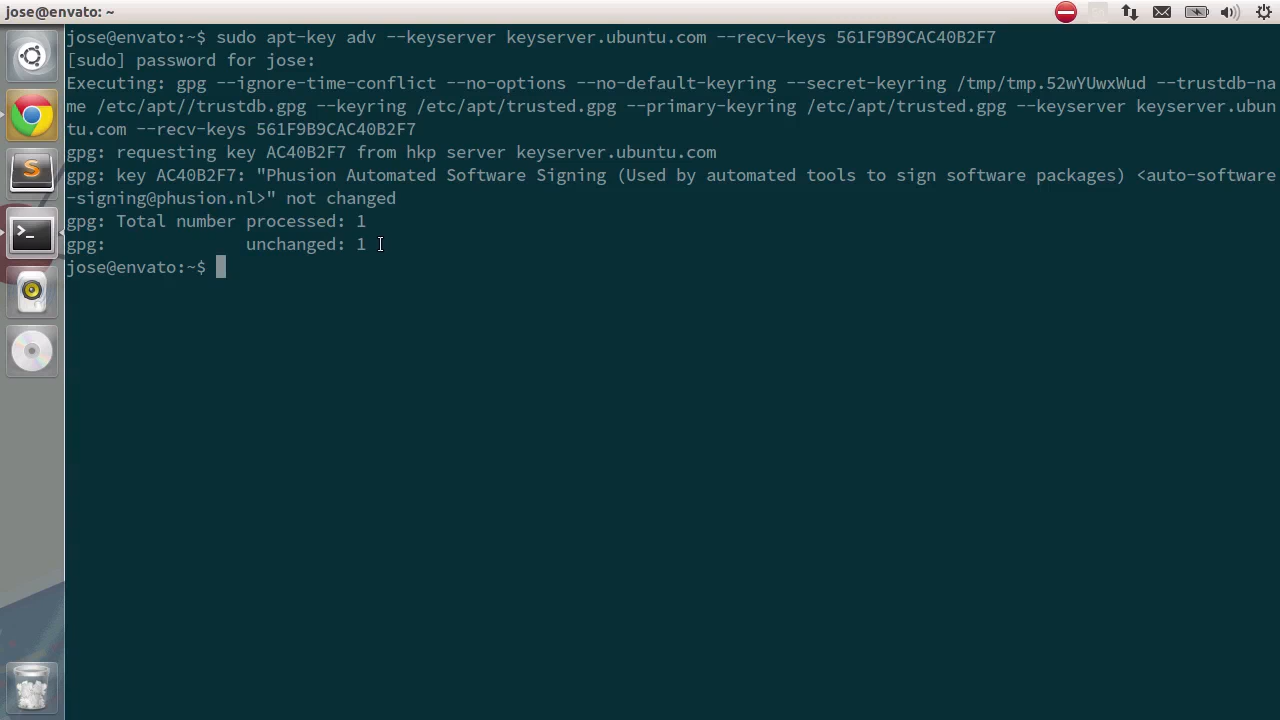 jose@envato: ~
jose@envato:~$ sudo apt-key adv --keyserver keyserver.ubuntu.com --recv-keys 561F9B9CAC40B2F7
[sudo] password for jose:
Executing: gpg --ignore-time-conflict --no-options --no-default-keyring --secret-keyring /tmp/tmp.52wYUwxWud --trustdb-na
me /etc/apt//trustdb.gpg --keyring /etc/apt/trusted.gpg --primary-keyring /etc/apt/trusted.gpg --keyserver keyserver.ubun
tu.com --recv-keys 561F9B9CAC40B2F7
gpg: requesting key AC40B2F7 from hkp server keyserver.ubuntu.com
gpg: key AC40B2F7: "Phusion Automated Software Signing (Used by automated tools to sign software packages) <auto-software
-signing@phusion.nl>" not changed
gpg: Total number processed: 1
gpg:              unchanged: 1
jose@envato:~$